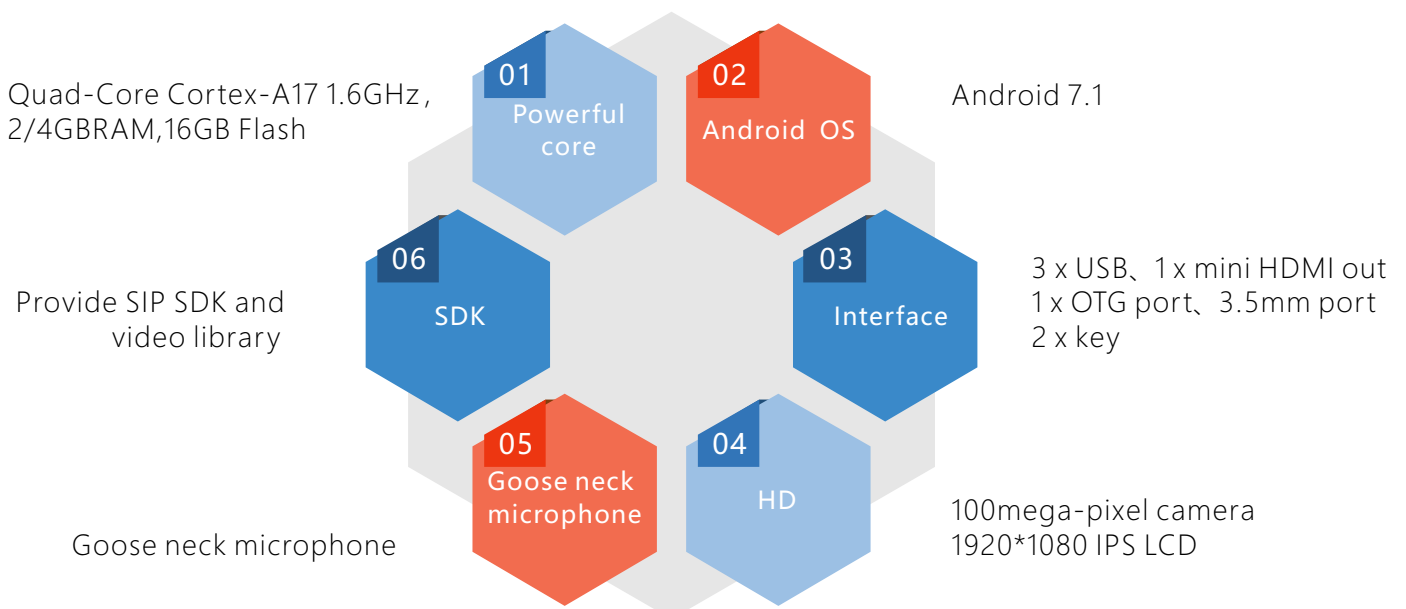 01
Powerful
core
Quad-Core Cortex-A17 1.6GHz,
2/4GBRAM,16GB Flash
02
Android OS
Android 7.1
03
Interface
3 x USB、1 x mini HDMI out
1 x OTG port、3.5mm port
2 x key
04
HD
100mega-pixel camera
1920*1080 IPS LCD
05
Goose neck
microphone
Goose neck microphone
06
SDK
Provide SIP SDK and
video library